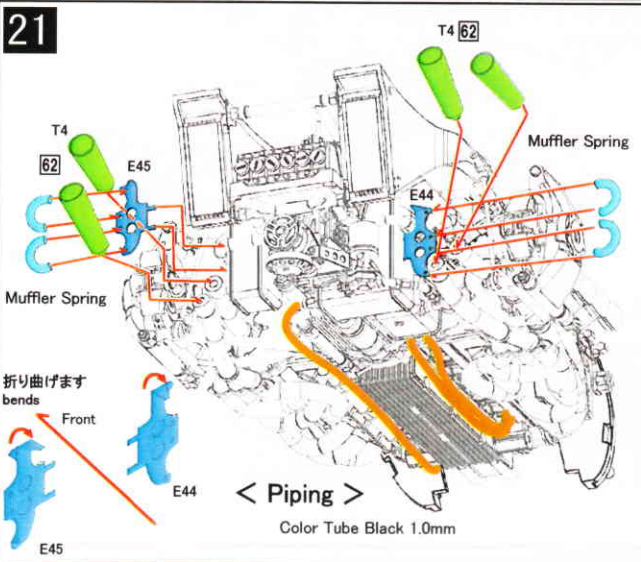 21
T4 62
Muffler Spring
T4
62
E45
E44
Muffler Spring
折り曲げます
bends
Front
E44
E45
< Piping >
Color Tube Black 1.0mm